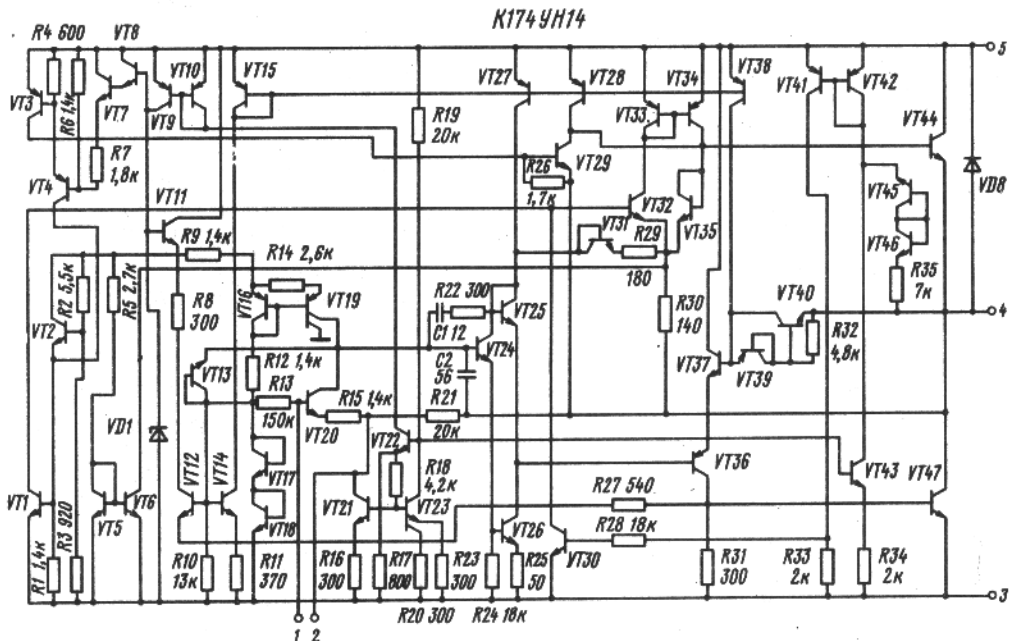 К174УН14
R4 600
VT8
VT10
VT15
VT27
VT28
VT34
VT38
VT41
VT42
5
VT3
R6 1,4к
VT7
VT9
R19
20к
VT33
VT44
VT4
R7
1,8к
R26
1,7к
VT29
VD8
VT11
VT32
VT45
R9 1,4к
VT31
VT35
VT46
R14 2,6к
R29
180
R35
7к
R2 5,5к
R5 2,7к
VT16
VT19
R22 300
VT25
VT40
4
R8
300
C1 12
R30
140
R32
4,8к
VT2
R12 1,4к
VT24
VT13
C2
56
VT37
VT39
R13
150к
R15 1,4к
R21
20к
VD1
VT20
VT22
VT17
R18
4,2к
VT36
VT43
VT47
VT1
R3 920
VT5
VT6
VT12
VT14
VT18
VT21
VT23
VT26
R27 540
R28 18к
R1 1,4к
R10
13к
R11
370
R16
300
R17
800
R23
300
R25
50
VT30
R31
300
R33
2к
R34
2к
R20 300
R24 18к
3
1
2